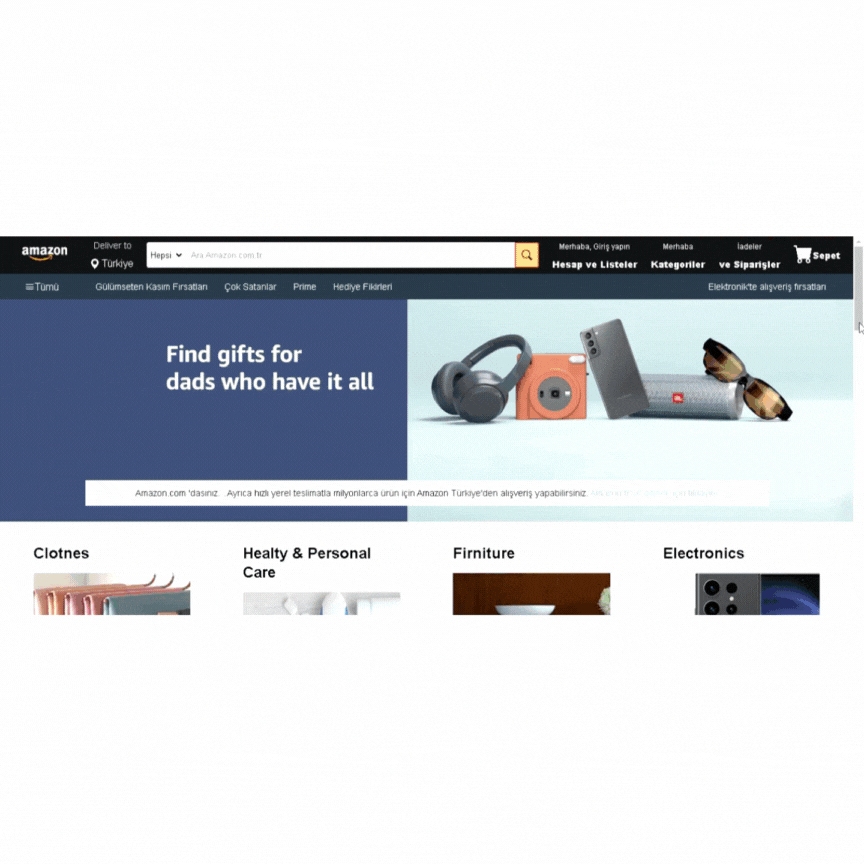 amazon
Deliver to
Türkiye
Hepsi
Ara Amazon.com.tr
Merhaba, Giriş yapın
Hesap ve Listeler
Merhaba
Kategoriler
İadeler
ve Siparişler
Sepet
Tümü
Gülümseten Kasım Fırsatları
Çok Satanlar
Prime
Hediye Fikirleri
Elektronik'te alışveriş fırsatları
Find gifts for
dads who have it all
JBL
Amazon.com 'dasınız. .Ayrıca hızlı yerel teslimatla milyonlarca ürün için Amazon Türkiye'den alışveriş yapabilirsiniz.
Clotnes
Healty & Personal
Care
Firniture
Electronics